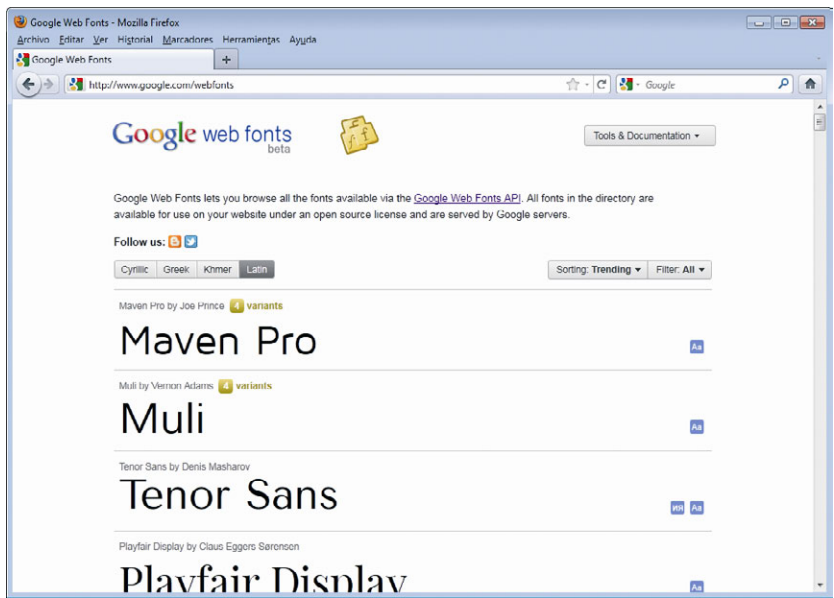 Google Web Fonts - Mozilla Firefox
Archivo Editar Ver Historial Marcadores Herramientas Ayuda
Google Web Fonts
http://www.google.com/webfonts
Google
Google web fonts
beta
Tools & Documentation
Google Web Fonts lets you browse all the fonts available via the Google Web Fonts API. All fonts in the directory are
available for use on your website under an open source license and are served by Google servers.
Follow us:
Cyrillic Greek Khmer Latin
Sorting: Trending Filter: All
Maven Pro by Joe Prince 4 variants
Maven Pro
Aa
Muli by Vernon Adams 4 variants
Muli
Aa
Tenor Sans by Denis Masharov
Tenor Sans
ИЯ Aa
Playfair Display by Claus Eggers Sørensen
Playfair Display
Aa